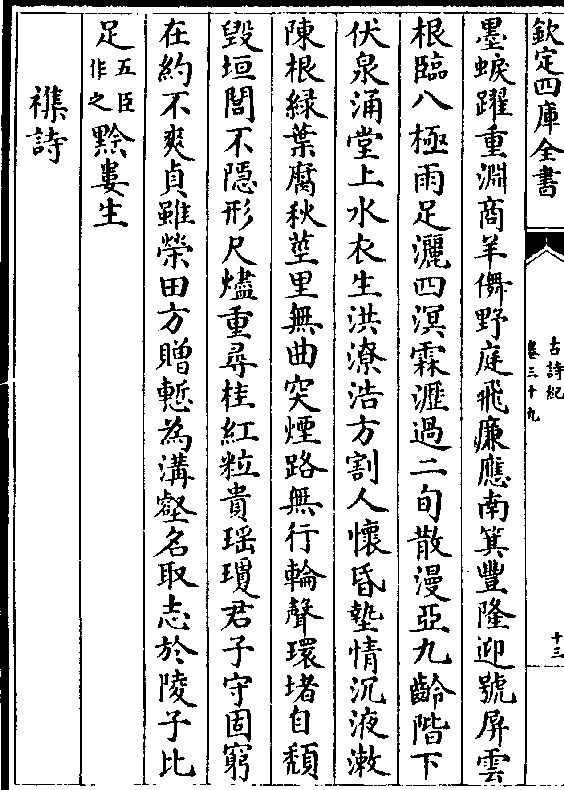 欽定四庫全書
古詩紀
卷三十九
十三
墨蜧躍重淵商羊儛野庭飛廉應南箕豐隆迎號屏雲
根臨八極雨足灑四溟霖瀝過二旬散漫亞九齡階下
伏泉涌堂上水衣生洪潦浩方割人懷昏墊情沉液漱
陳根緑葉腐秋莖里無曲突煙路無行輪聲環堵自頹
毁垣閭不隱形尺燼重尋桂紅粒貴瑶瓊君子守固窮
在約不爽貞雖榮田方贈慙為溝壑名取志於陵子比
足五臣作之黔婁生
襍詩